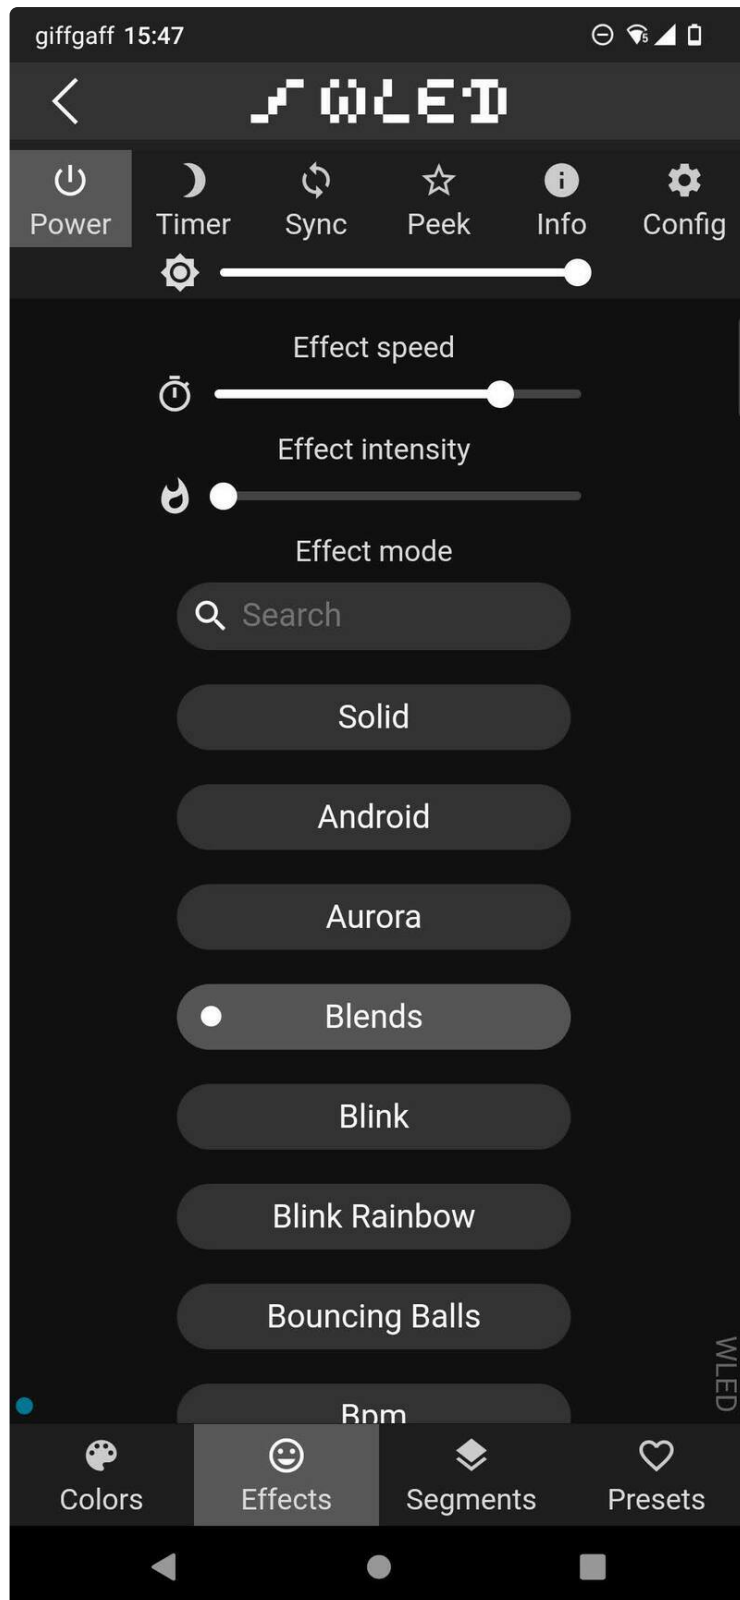 giffgaff 15:47
5
WLED
Power Timer Sync Peek Info Config
Effect speed
Effect intensity
Effect mode
Search
Solid
Android
Aurora
Blends
Blink
Blink Rainbow
Bouncing Balls
Bpm
WLED
Colors Effects Segments Presets